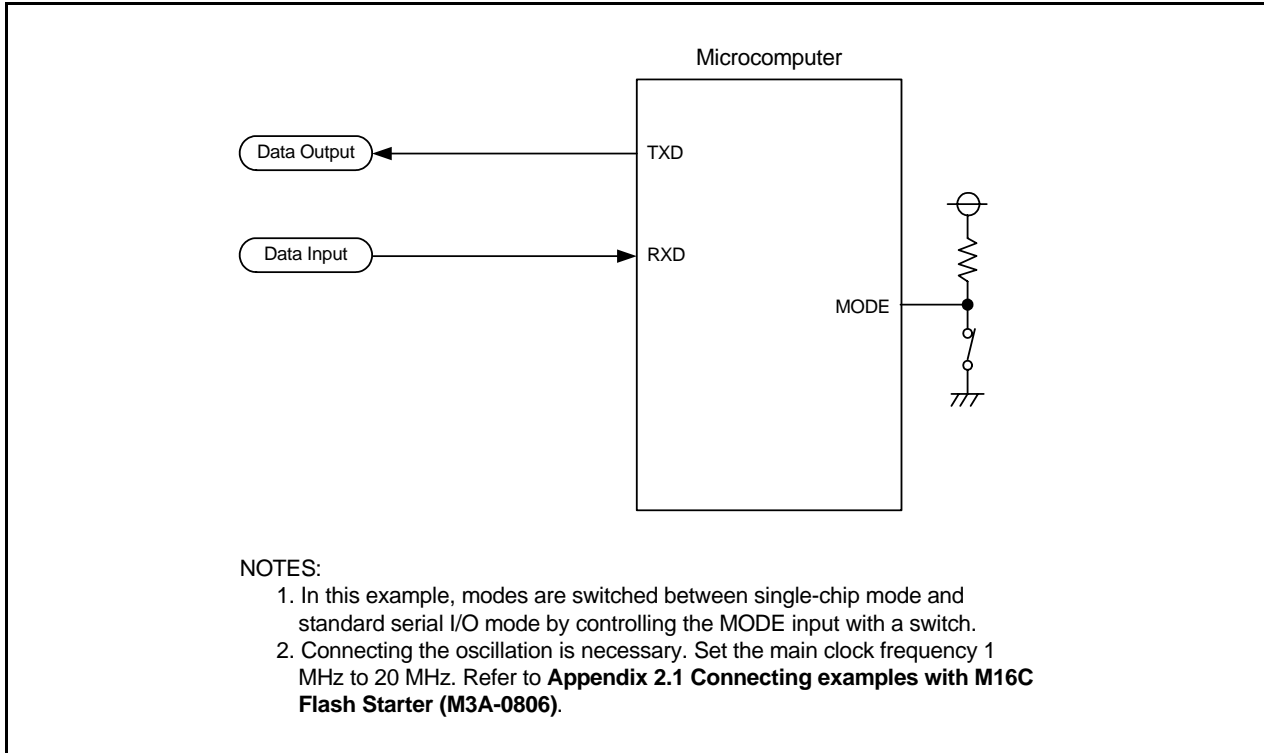 Microcomputer
Data Output
TXD
Data Input
RXD
MODE
NOTES:
1. In this example, modes are switched between single-chip mode and
standard serial I/O mode by controlling the MODE input with a switch.
2. Connecting the oscillation is necessary. Set the main clock frequency 1
MHz to 20 MHz. Refer to Appendix 2.1 Connecting examples with M16C
Flash Starter (M3A-0806).